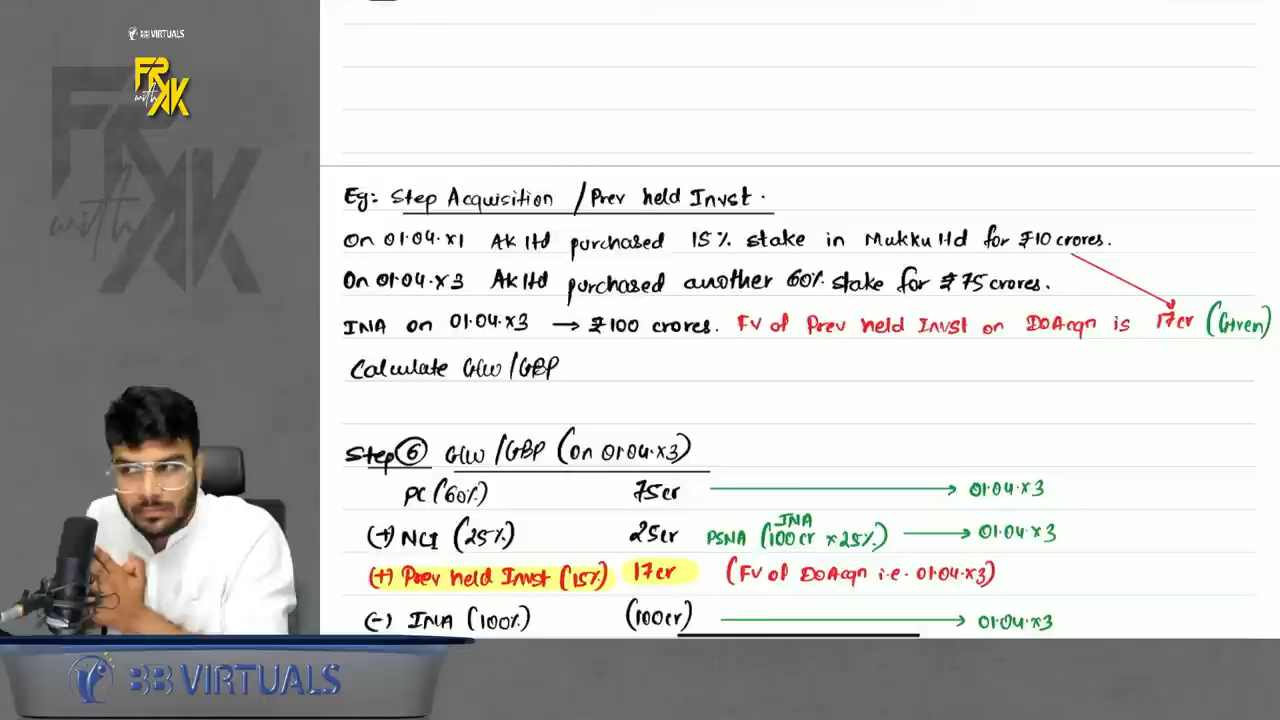 BB VIRTUALS
FR
with AK
FR
with AK
Eg: Step Acquisition / Prev held Invst.
On 01.04.x1 AK ltd purchased 15% stake in Mukku ltd for ₹10 crores.
On 01.04.x3 AK ltd purchased another 60% stake for ₹75 crores.
INA on 01.04.x3 → ₹100 crores. FV of Prev held Invst on DoAcqn is 17cr (Given)
Calculate GW/GBP
Step 6 GW/GBP (on 01.04.x3)
PC (60%) 75cr → 01.04.x3
(+) NCI (25%) 25cr PSNA (INA 100cr x 25%) → 01.04.x3
(+) Prev held Invst (15%) 17cr (FV of DoAcqn i.e. 01.04.x3)
(-) INA (100%) (100cr) → 01.04.x3
BB VIRTUALS